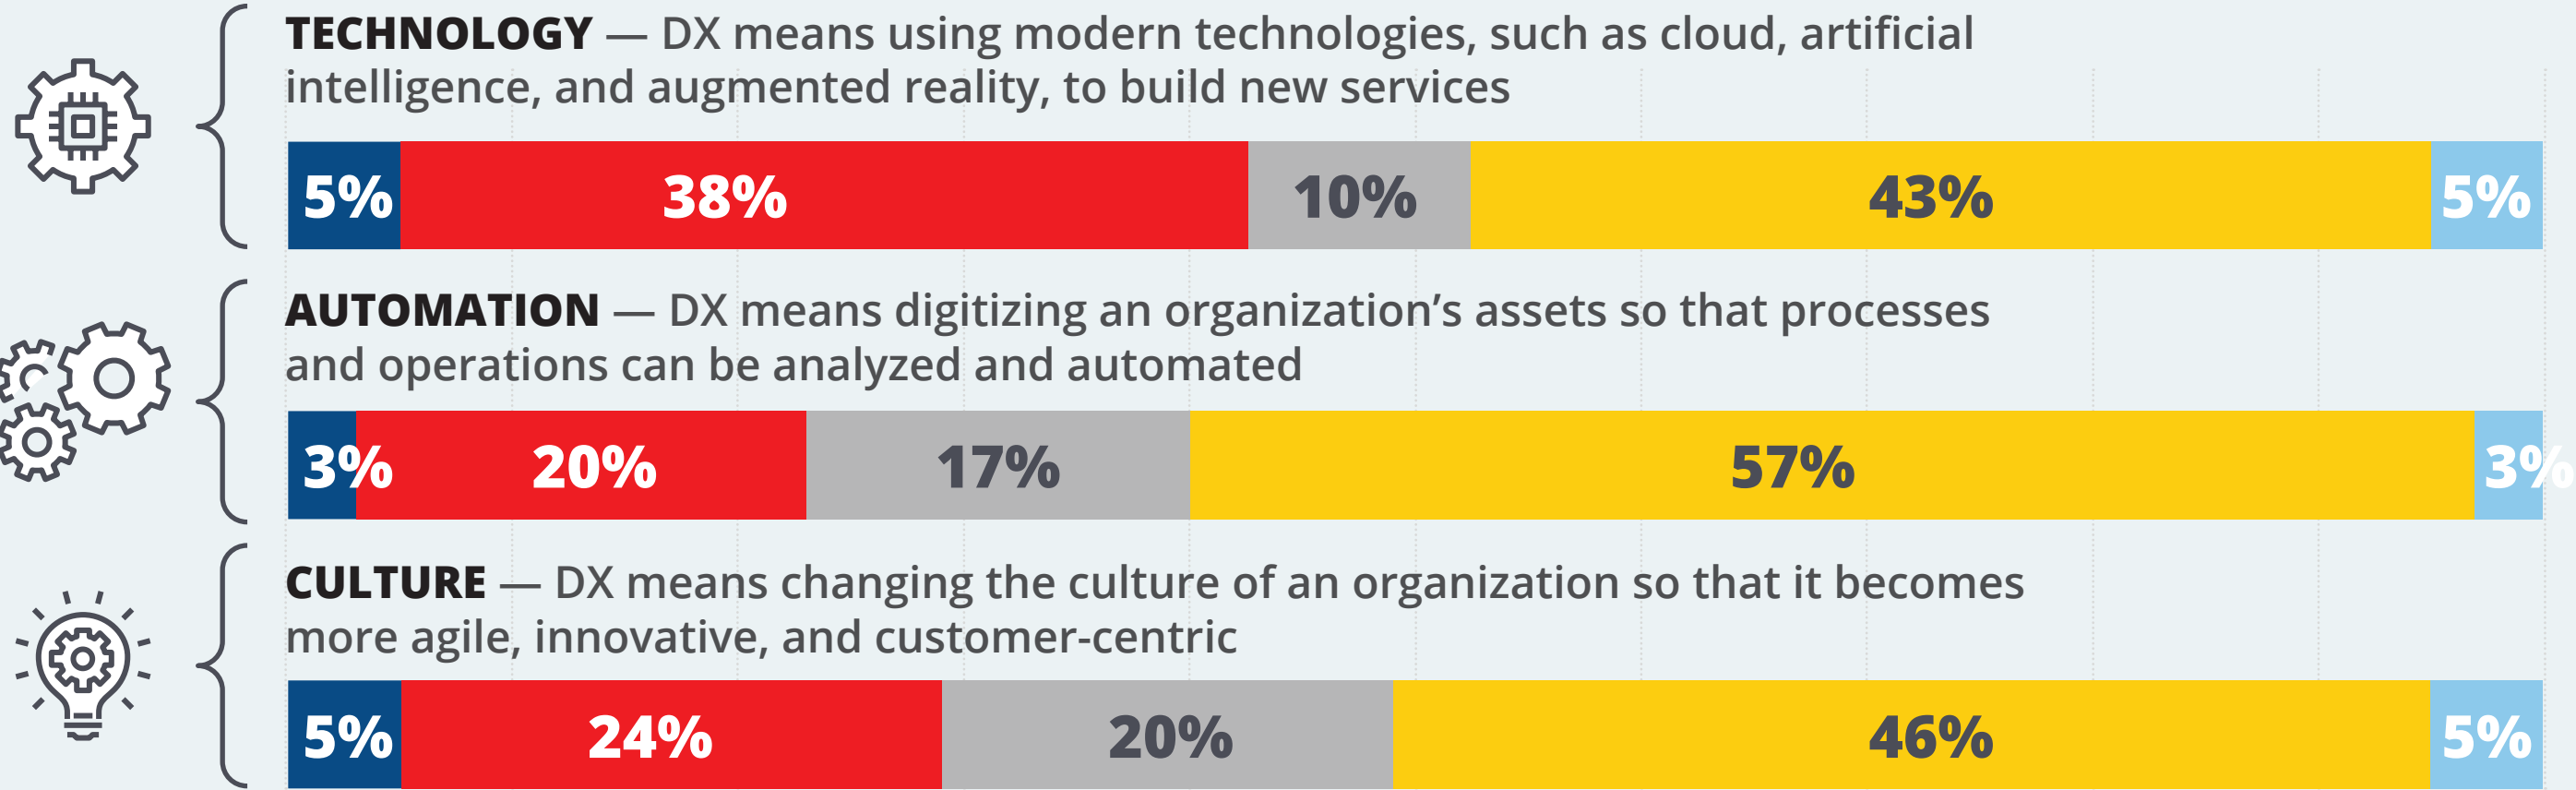 TECHNOLOGY — DX means using modern technologies, such as cloud, artificial
intelligence, and augmented reality, to build new services
5% 38% 10% 43% 5%
AUTOMATION — DX means digitizing an organization’s assets so that processes
and operations can be analyzed and automated
3% 20% 17% 57% 3%
CULTURE — DX means changing the culture of an organization so that it becomes
more agile, innovative, and customer-centric
5% 24% 20% 46% 5%